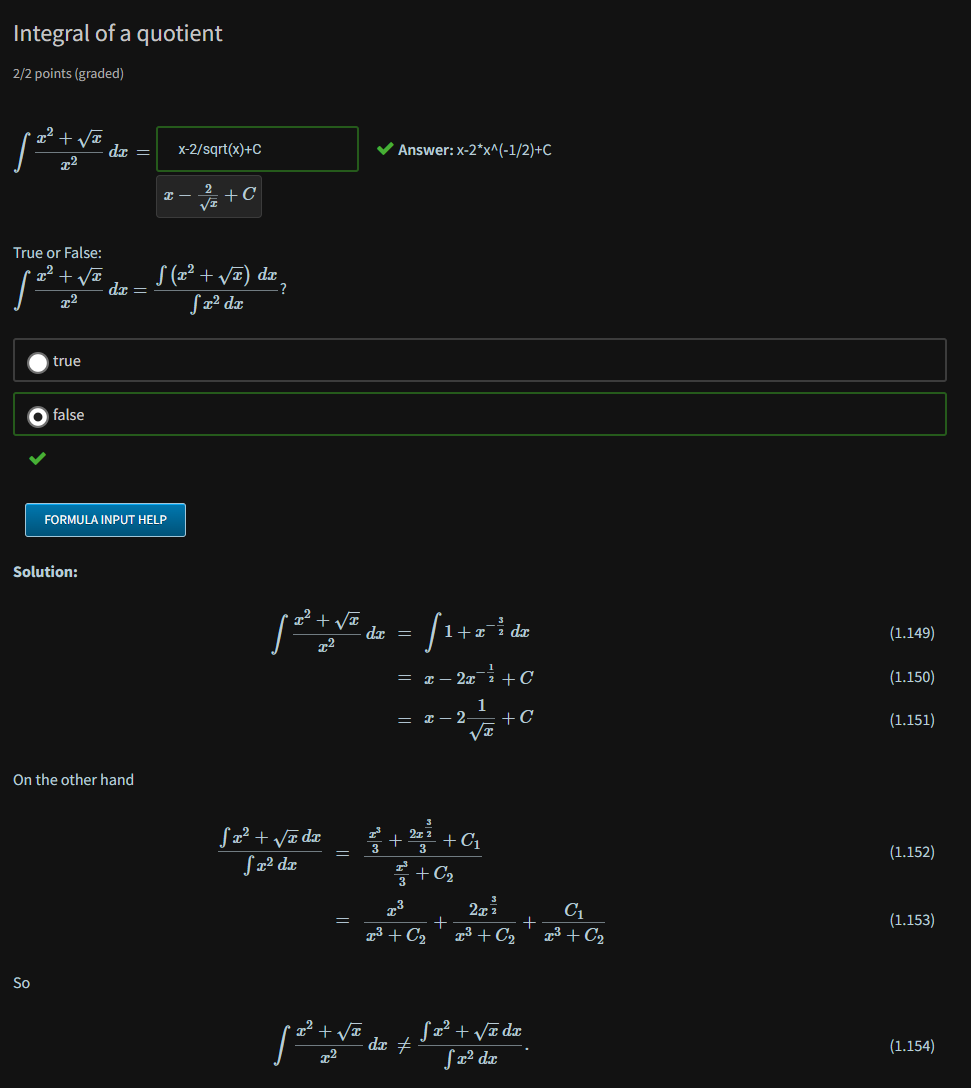 Integral of a quotient
2/2 points (graded)
∫ (x² + √x)/x² dx = x-2/sqrt(x)+C ✔ Answer: x-2*x^(-1/2)+C
x − 2/√x + C
True or False:
∫ (x² + √x)/x² dx = ∫(x² + √x) dx / ∫x² dx ?
true
false
FORMULA INPUT HELP
Solution:
∫ (x² + √x)/x² dx = ∫ 1 + x^(−3/2) dx (1.149)
= x − 2x^(−1/2) + C (1.150)
= x − 2 1/√x + C (1.151)
On the other hand
∫x² + √x dx / ∫x² dx = (x³/3 + 2x^(3/2)/3 + C₁)/(x³/3 + C₂) (1.152)
= x³/(x³ + C₂) + 2x^(3/2)/(x³ + C₂) + C₁/(x³ + C₂) (1.153)
So
∫ (x² + √x)/x² dx ≠ ∫x² + √x dx / ∫x² dx. (1.154)